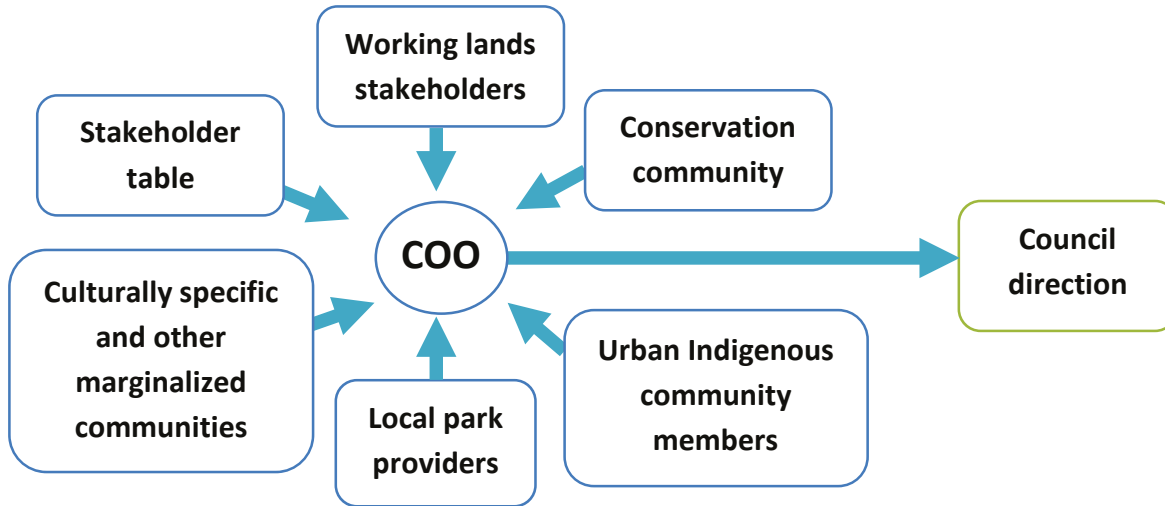 Working lands
stakeholders
Stakeholder
table
Conservation
community
COO
Council
direction
Culturally specific
and other
marginalized
communities
Local park
providers
Urban Indigenous
community
members